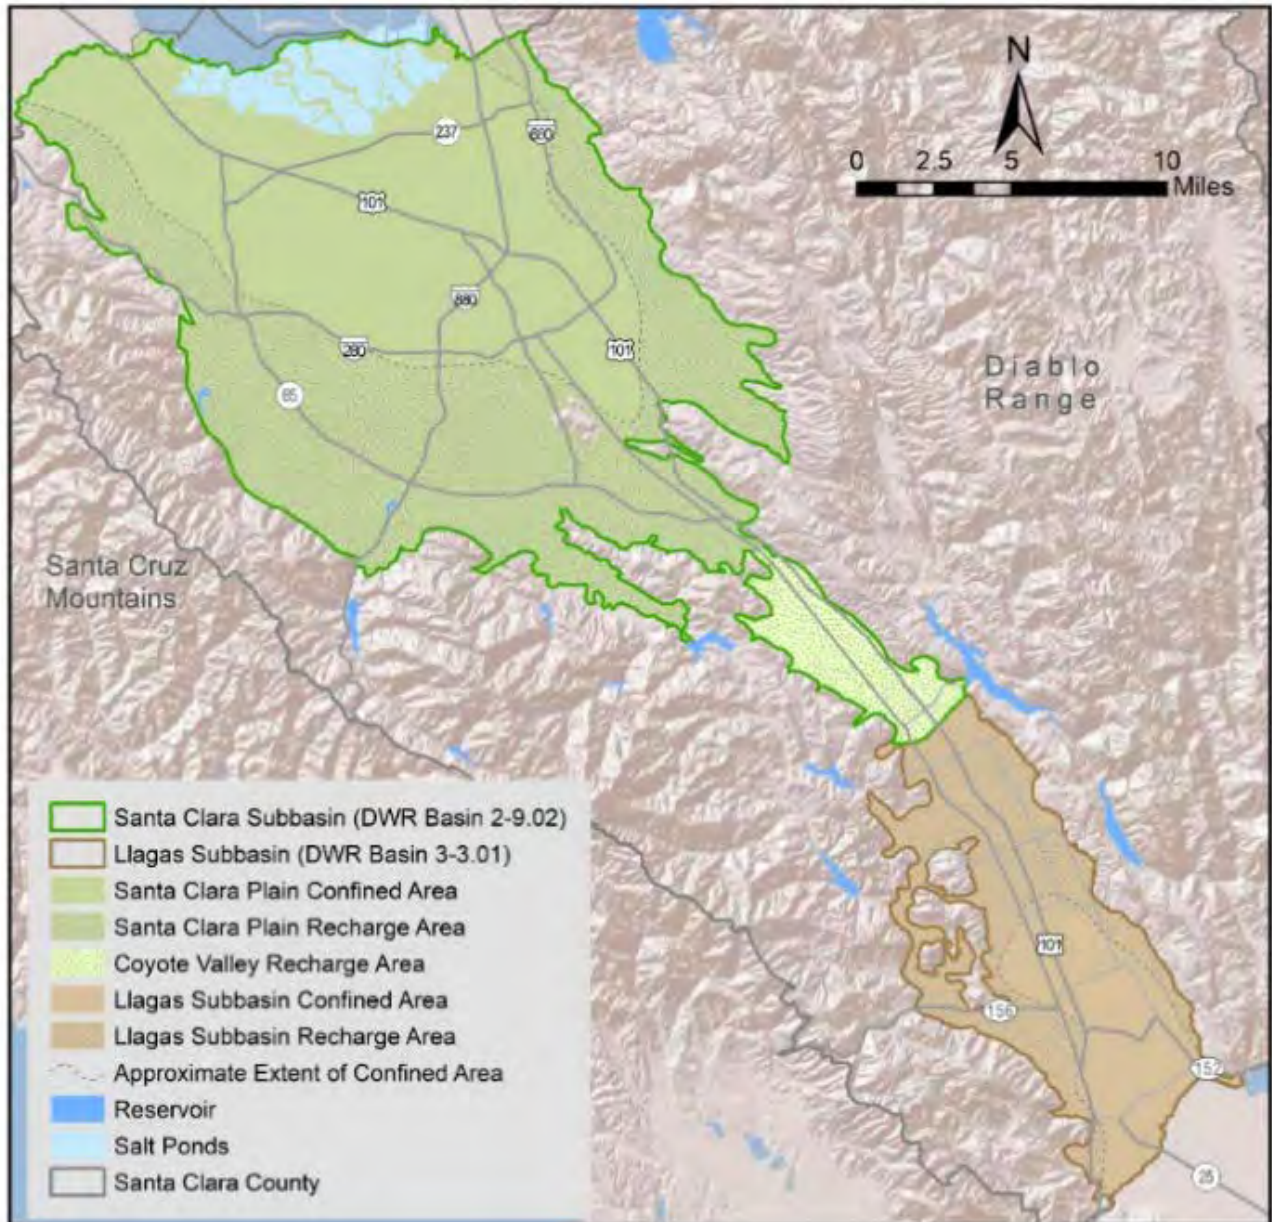 N
0 2.5 5 10
Miles
237
680
101
880
280
101
85
Diablo
Range
Santa Cruz
Mountains
101
156
152
25
Santa Clara Subbasin (DWR Basin 2-9.02)
Llagas Subbasin (DWR Basin 3-3.01)
Santa Clara Plain Confined Area
Santa Clara Plain Recharge Area
Coyote Valley Recharge Area
Llagas Subbasin Confined Area
Llagas Subbasin Recharge Area
Approximate Extent of Confined Area
Reservoir
Salt Ponds
Santa Clara County